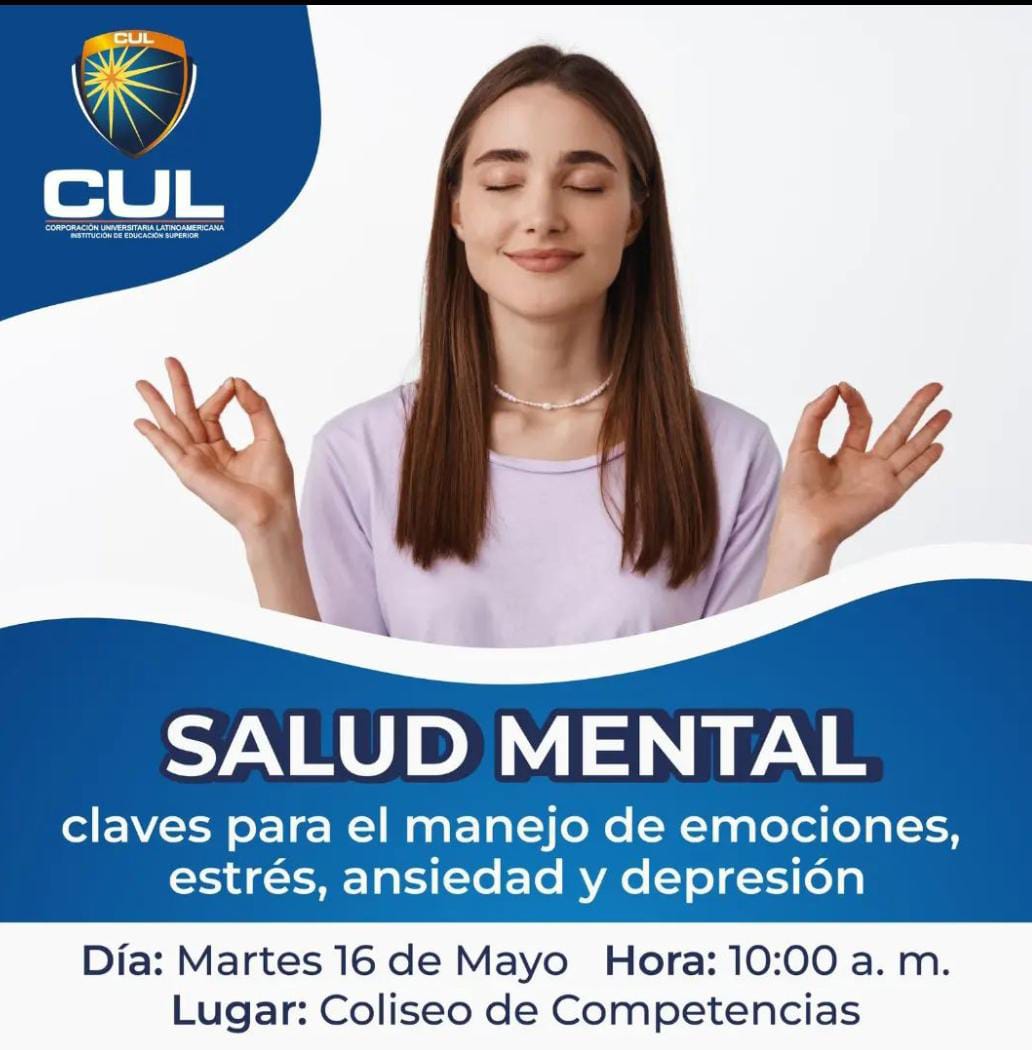 CUL
CUL
CORPORACIÓN UNIVERSITARIA LATINOAMERICANA
INSTITUCIÓN DE EDUCACIÓN SUPERIOR
SALUD MENTAL
claves para el manejo de emociones,
estrés, ansiedad y depresión
Día: Martes 16 de Mayo Hora: 10:00 a. m.
Lugar: Coliseo de Competencias